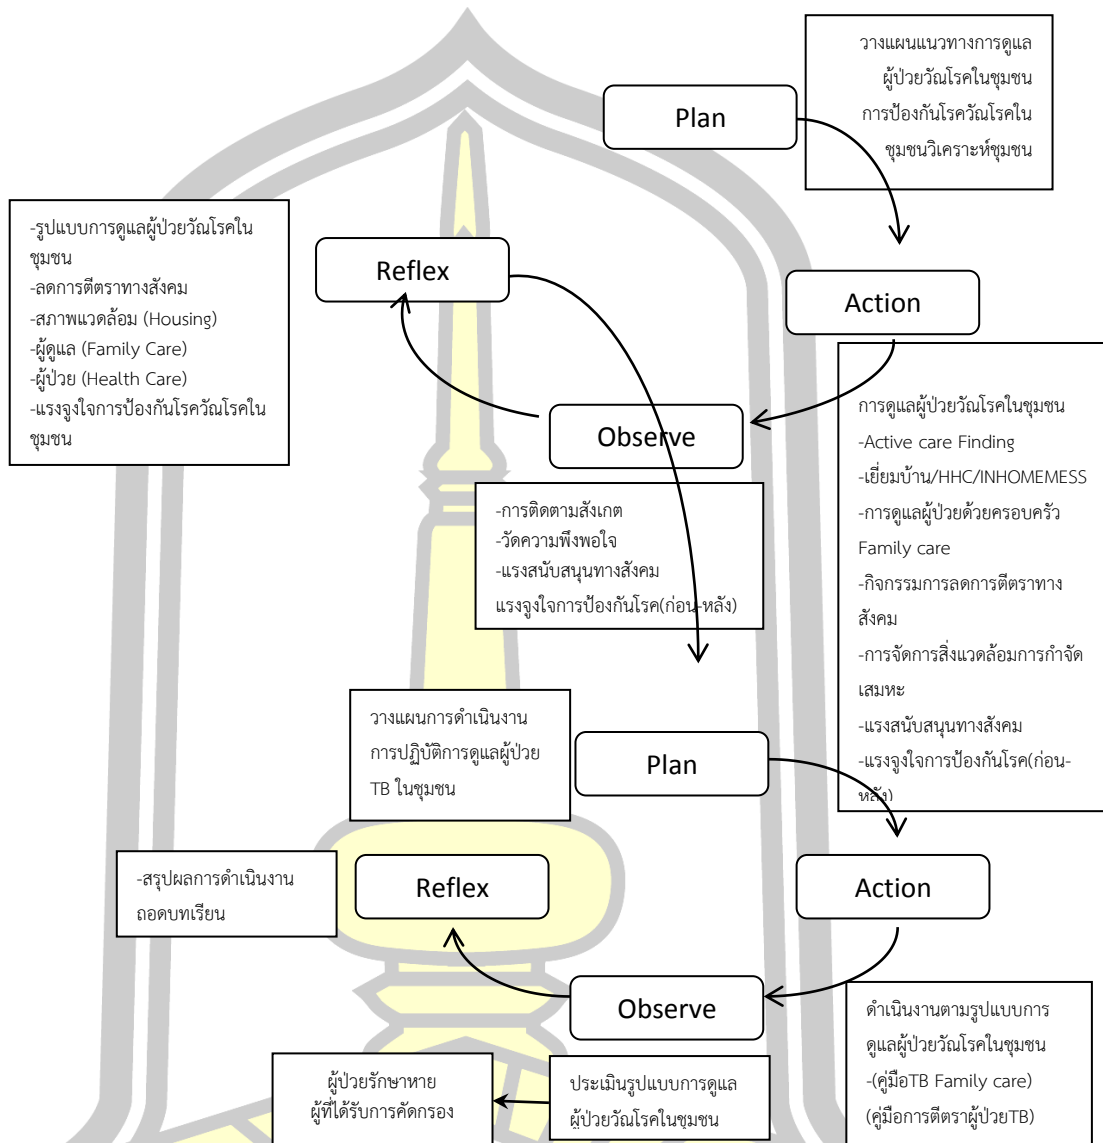 Plan
วางแผนแนวทางการดูแล
ผู้ป่วยวัณโรคในชุมชน
การป้องกันโรควัณโรคใน
ชุมชนวิเคราะห์ชุมชน
Action
การดูแลผู้ป่วยวัณโรคในชุมชน
-Active care Finding
-เยี่ยมบ้าน/HHC/INHOMEMESS
-การดูแลผู้ป่วยด้วยครอบครัว
Family care
-กิจกรรมการลดการตีตราทาง
สังคม
-การจัดการสิ่งแวดล้อมการกำจัด
เสมหะ
-แรงสนับสนุนทางสังคม
-แรงจูงใจการป้องกันโรค(ก่อน-
หลัง)
Observe
-การติดตามสังเกต
-วัดความพึงพอใจ
-แรงสนับสนุนทางสังคม
แรงจูงใจการป้องกันโรค(ก่อน-หลัง)
Reflex
-รูปแบบการดูแลผู้ป่วยวัณโรคใน
ชุมชน
-ลดการตีตราทางสังคม
-สภาพแวดล้อม (Housing)
-ผู้ดูแล (Family Care)
-ผู้ป่วย (Health Care)
-แรงจูงใจการป้องกันโรควัณโรคใน
ชุมชน
Plan
วางแผนการดำเนินงาน
การปฏิบัติการดูแลผู้ป่วย
TB ในชุมชน
Action
ดำเนินงานตามรูปแบบการ
ดูแลผู้ป่วยวัณโรคในชุมชน
-(คู่มือTB Family care)
(คู่มือการตีตราผู้ป่วยTB)
Observe
ประเมินรูปแบบการดูแล
ผู้ป่วยวัณโรคในชุมชน
Reflex
-สรุปผลการดำเนินงาน
ถอดบทเรียน
ผู้ป่วยรักษาหาย
ผู้ที่ได้รับการคัดกรอง